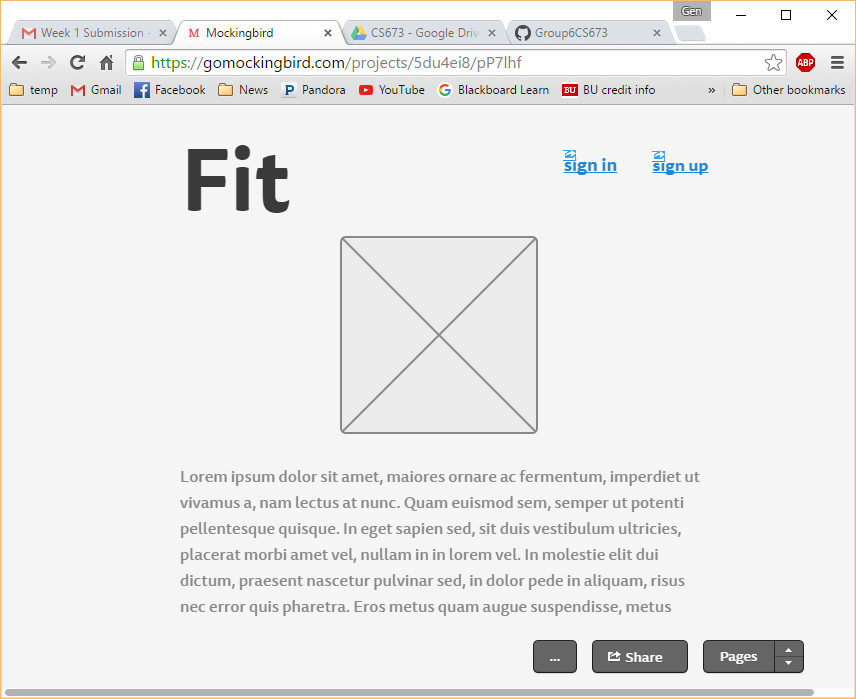 Gen
Week 1 Submission -
Mockingbird
CS673 - Google Driv
Group6CS673
https://gomockingbird.com/projects/5du4ei8/pP7lhf
ABP
temp
Gmail
Facebook
News
Pandora
YouTube
Blackboard Learn
BU
BU credit info
»
Other bookmarks
Fit
sign in
sign up
Lorem ipsum dolor sit amet, maiores ornare ac fermentum, imperdiet ut
vivamus a, nam lectus at nunc. Quam euismod sem, semper ut potenti
pellentesque quisque. In eget sapien sed, sit duis vestibulum ultricies,
placerat morbi amet vel, nullam in in lorem vel. In molestie elit dui
dictum, praesent nascetur pulvinar sed, in dolor pede in aliquam, risus
nec error quis pharetra. Eros metus quam augue suspendisse, metus
...
Share
Pages